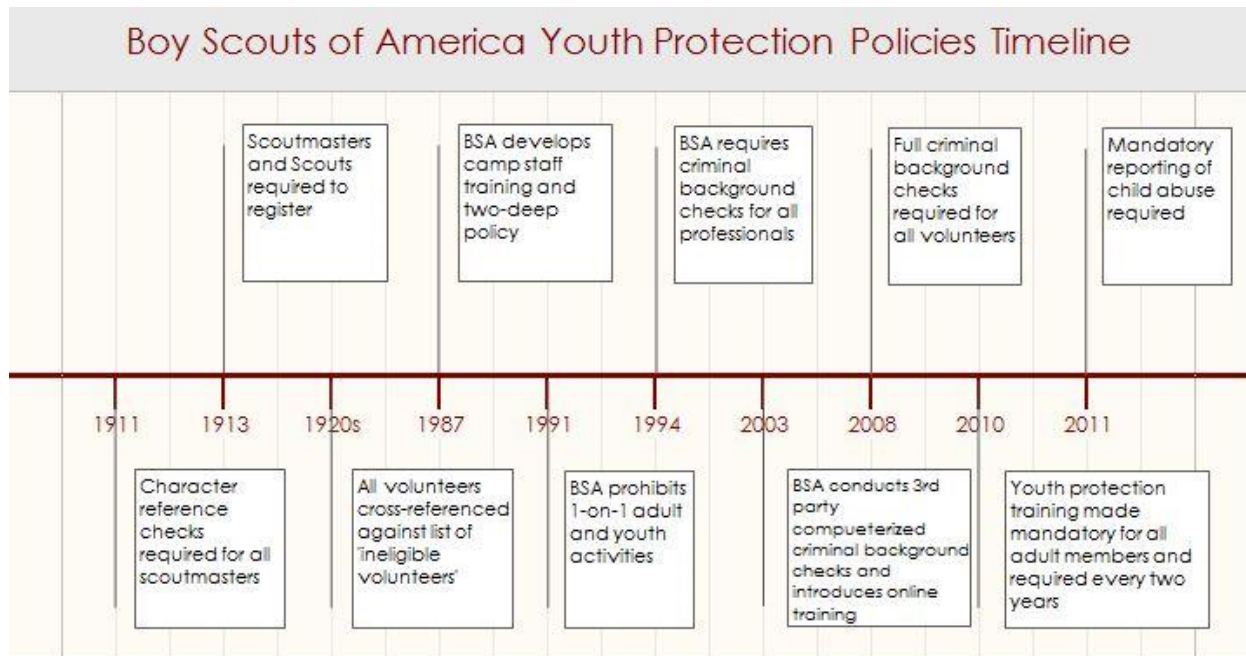 Boy Scouts of America Youth Protection Policies Timeline
Scoutmasters
and Scouts
required to
register
BSA develops
camp staff
training and
two-deep
policy
BSA requires
criminal
background
checks for all
professionals
Full criminal
background
checks
required for
all volunteers
Mandatory
reporting of
child abuse
required
1911 1913 1920s 1987 1991 1994 2003 2008 2010 2011
Character
reference
checks
required for all
scoutmasters
All volunteers
cross-referenced
against list of
'ineligible
volunteers'
BSA prohibits
1-on-1 adult
and youth
activities
BSA conducts 3rd
party
compueterized
criminal background
checks and
introduces online
training
Youth protection
training made
mandatory for all
adult members and
required every two
years